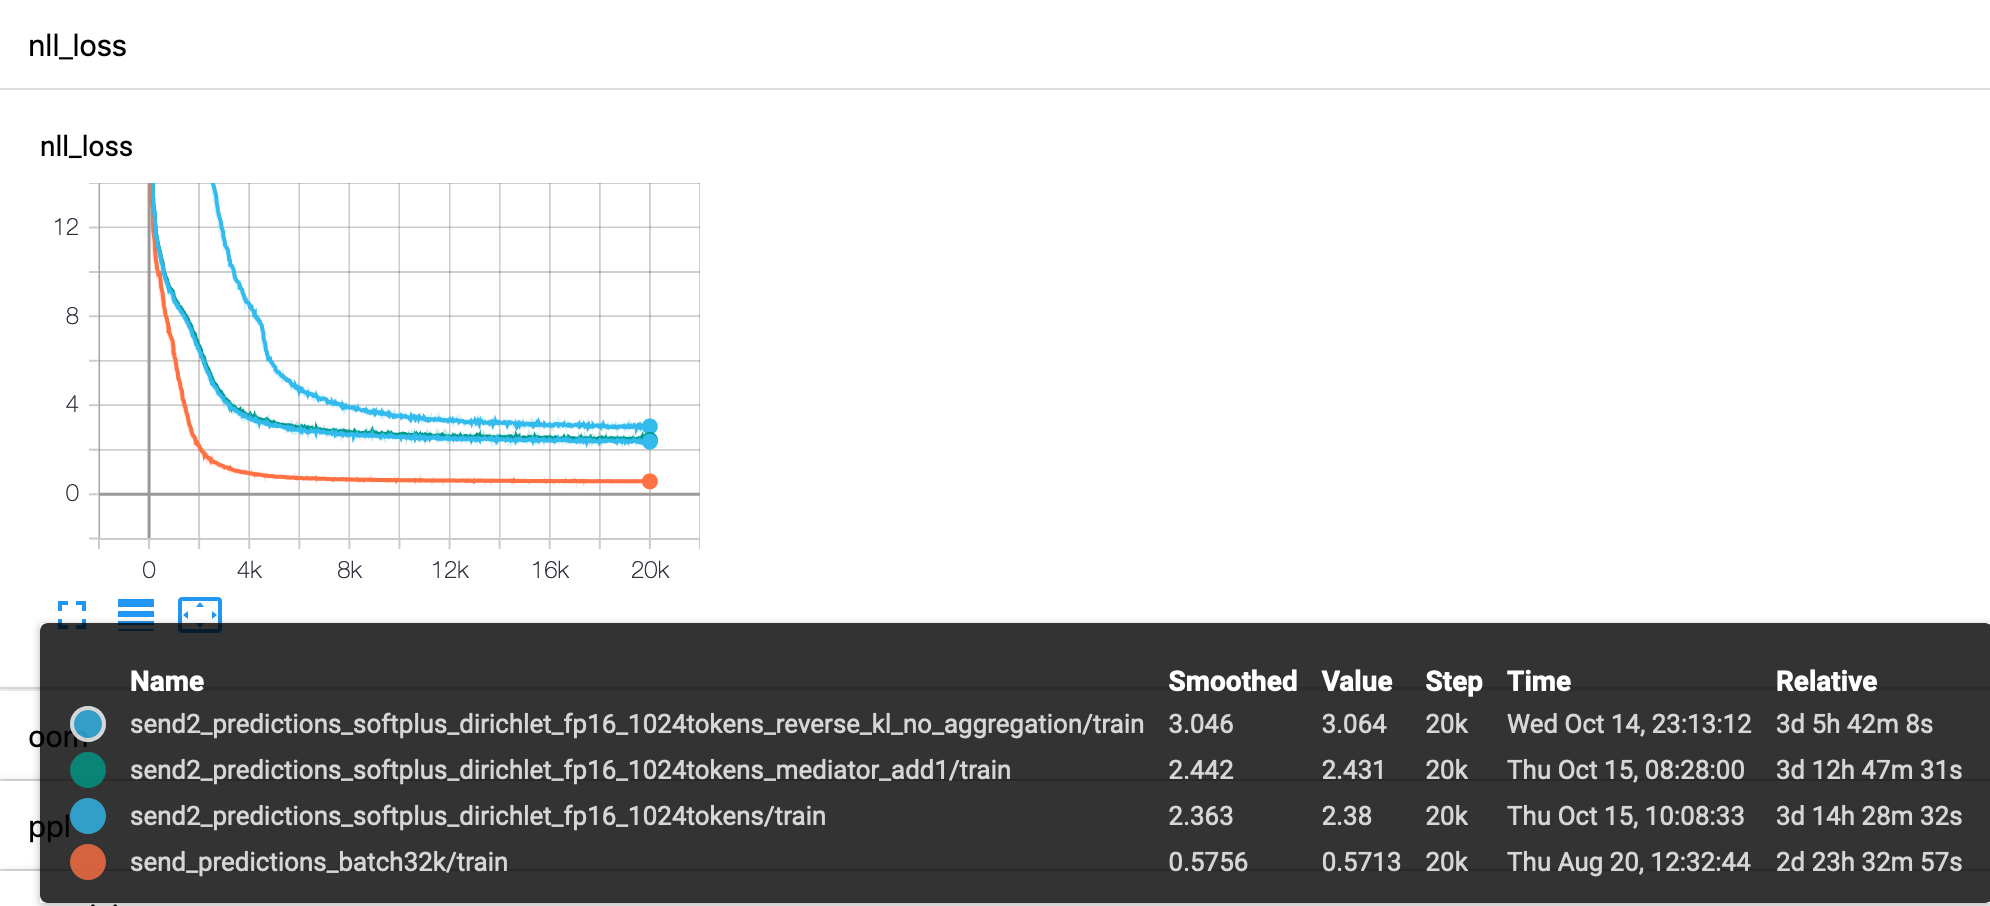 nll_loss
nll_loss
12
8
4
0
0 4k 8k 12k 16k 20k
Name Smoothed Value Step Time Relative
send2_predictions_softplus_dirichlet_fp16_1024tokens_reverse_kl_no_aggregation/train 3.046 3.064 20k Wed Oct 14, 23:13:12 3d 5h 42m 8s
oom
send2_predictions_softplus_dirichlet_fp16_1024tokens_mediator_add1/train 2.442 2.431 20k Thu Oct 15, 08:28:00 3d 12h 47m 31s
send2_predictions_softplus_dirichlet_fp16_1024tokens/train 2.363 2.38 20k Thu Oct 15, 10:08:33 3d 14h 28m 32s
ppl
send_predictions_batch32k/train 0.5756 0.5713 20k Thu Aug 20, 12:32:44 2d 23h 32m 57s